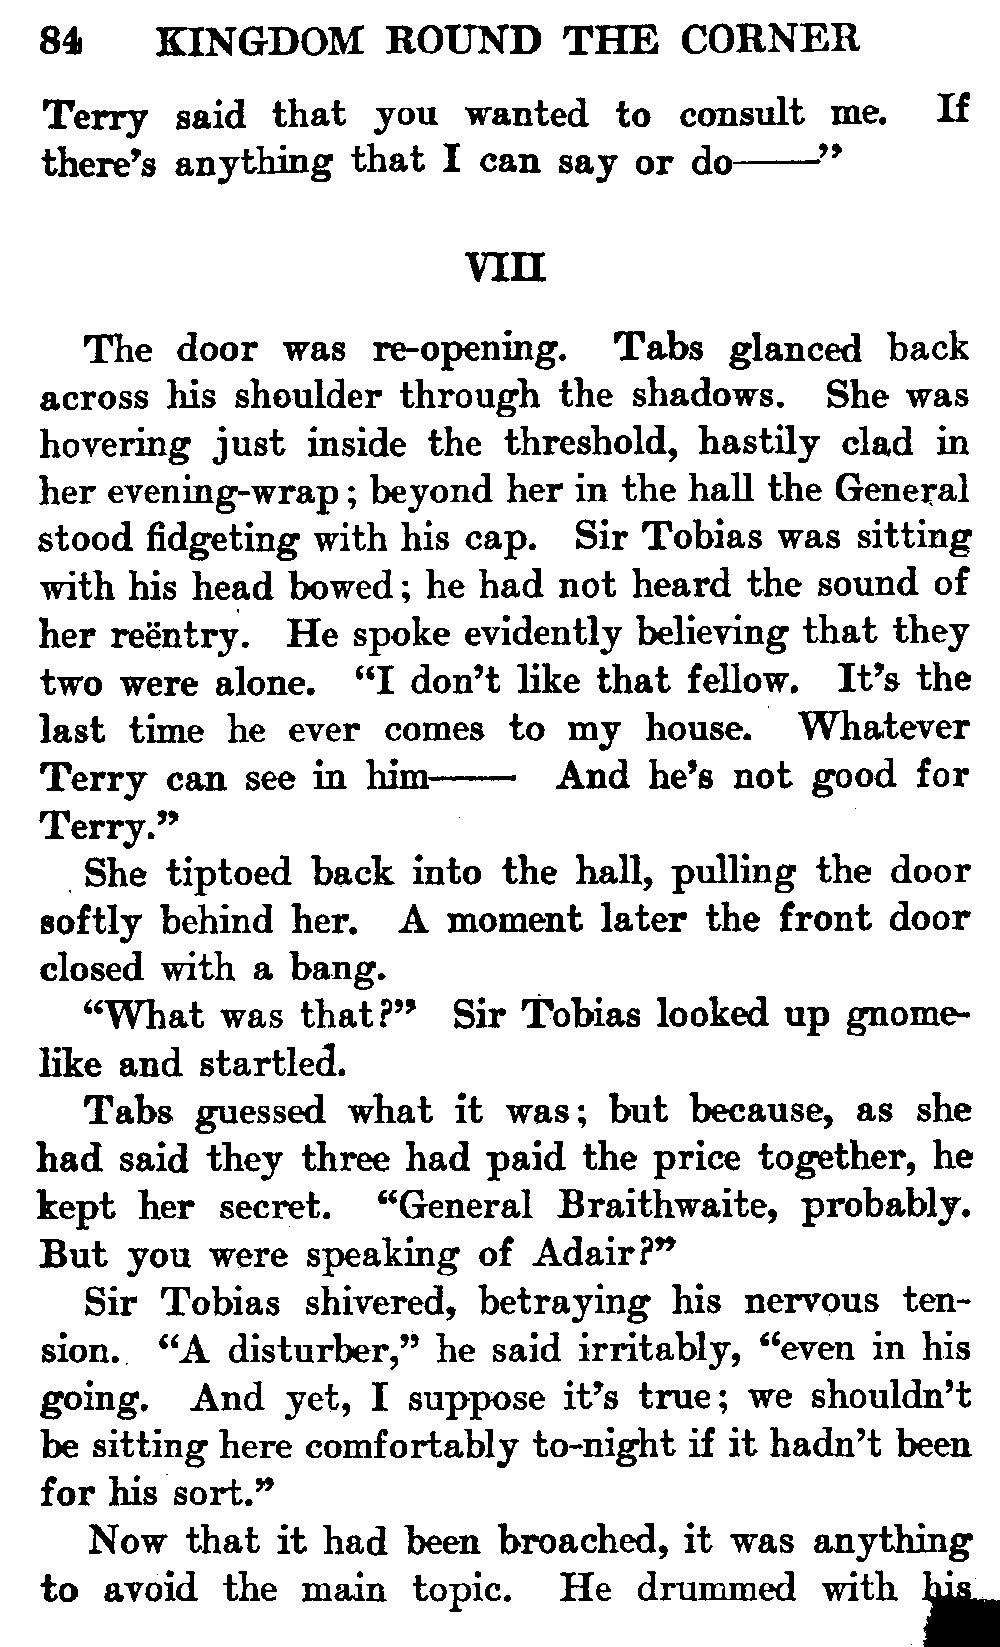 84 KINGDOM ROUND THE CORNER
Terry said that you wanted to consult me. If
there's anything that I can say or do——"
VIII
The door was re-opening. Tabs glanced back
across his shoulder through the shadows. She was
hovering just inside the threshold, hastily clad in
her evening-wrap; beyond her in the hall the General
stood fidgeting with his cap. Sir Tobias was sitting
with his head bowed; he had not heard the sound of
her reëntry. He spoke evidently believing that they
two were alone. "I don't like that fellow. It's the
last time he ever comes to my house. Whatever
Terry can see in him—— And he's not good for
Terry."
She tiptoed back into the hall, pulling the door
softly behind her. A moment later the front door
closed with a bang.
"What was that?" Sir Tobias looked up gnome-
like and startled.
Tabs guessed what it was; but because, as she
had said they three had paid the price together, he
kept her secret. "General Braithwaite, probably.
But you were speaking of Adair?"
Sir Tobias shivered, betraying his nervous ten-
sion. "A disturber," he said irritably, "even in his
going. And yet, I suppose it's true; we shouldn't
be sitting here comfortably to-night if it hadn't been
for his sort."
Now that it had been broached, it was anything
to avoid the main topic. He drummed with his